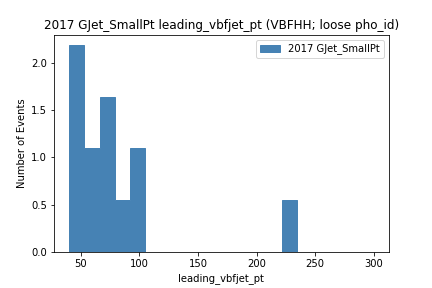 2017 GJet_SmallPt leading_vbfjet_pt (VBFHH; loose pho_id)
2017 GJet_SmallPt
Number of Events
2.0
1.5
1.0
0.5
0.0
50
100
150
200
250
300
leading_vbfjet_pt